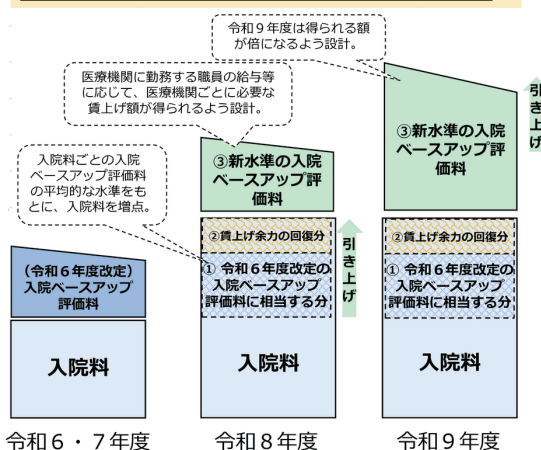 令和９年度は得られる額
が倍になるよう設計。
医療機関に勤務する職員の給与等
に応じて、医療機関ごとに必要な
賃上げ額が得られるよう設計。
入院料ごとの入院
ベースアップ評価料
の平均的な水準をも
とに、入院料を増点。
（令和６年度改定）
入院ベースアップ
評価料
入院料
令和６・７年度
③新水準の入院
ベースアップ評
価料
②賃上げ余力の回復分
① 令和６年度改定の
入院ベースアップ
評価料に相当する分
入院料
引き上げ
令和８年度
③新水準の入院
ベースアップ評
価料
②賃上げ余力の回復分
① 令和６年度改定の
入院ベースアップ
評価料に相当する分
入院料
引き上げ
令和９年度